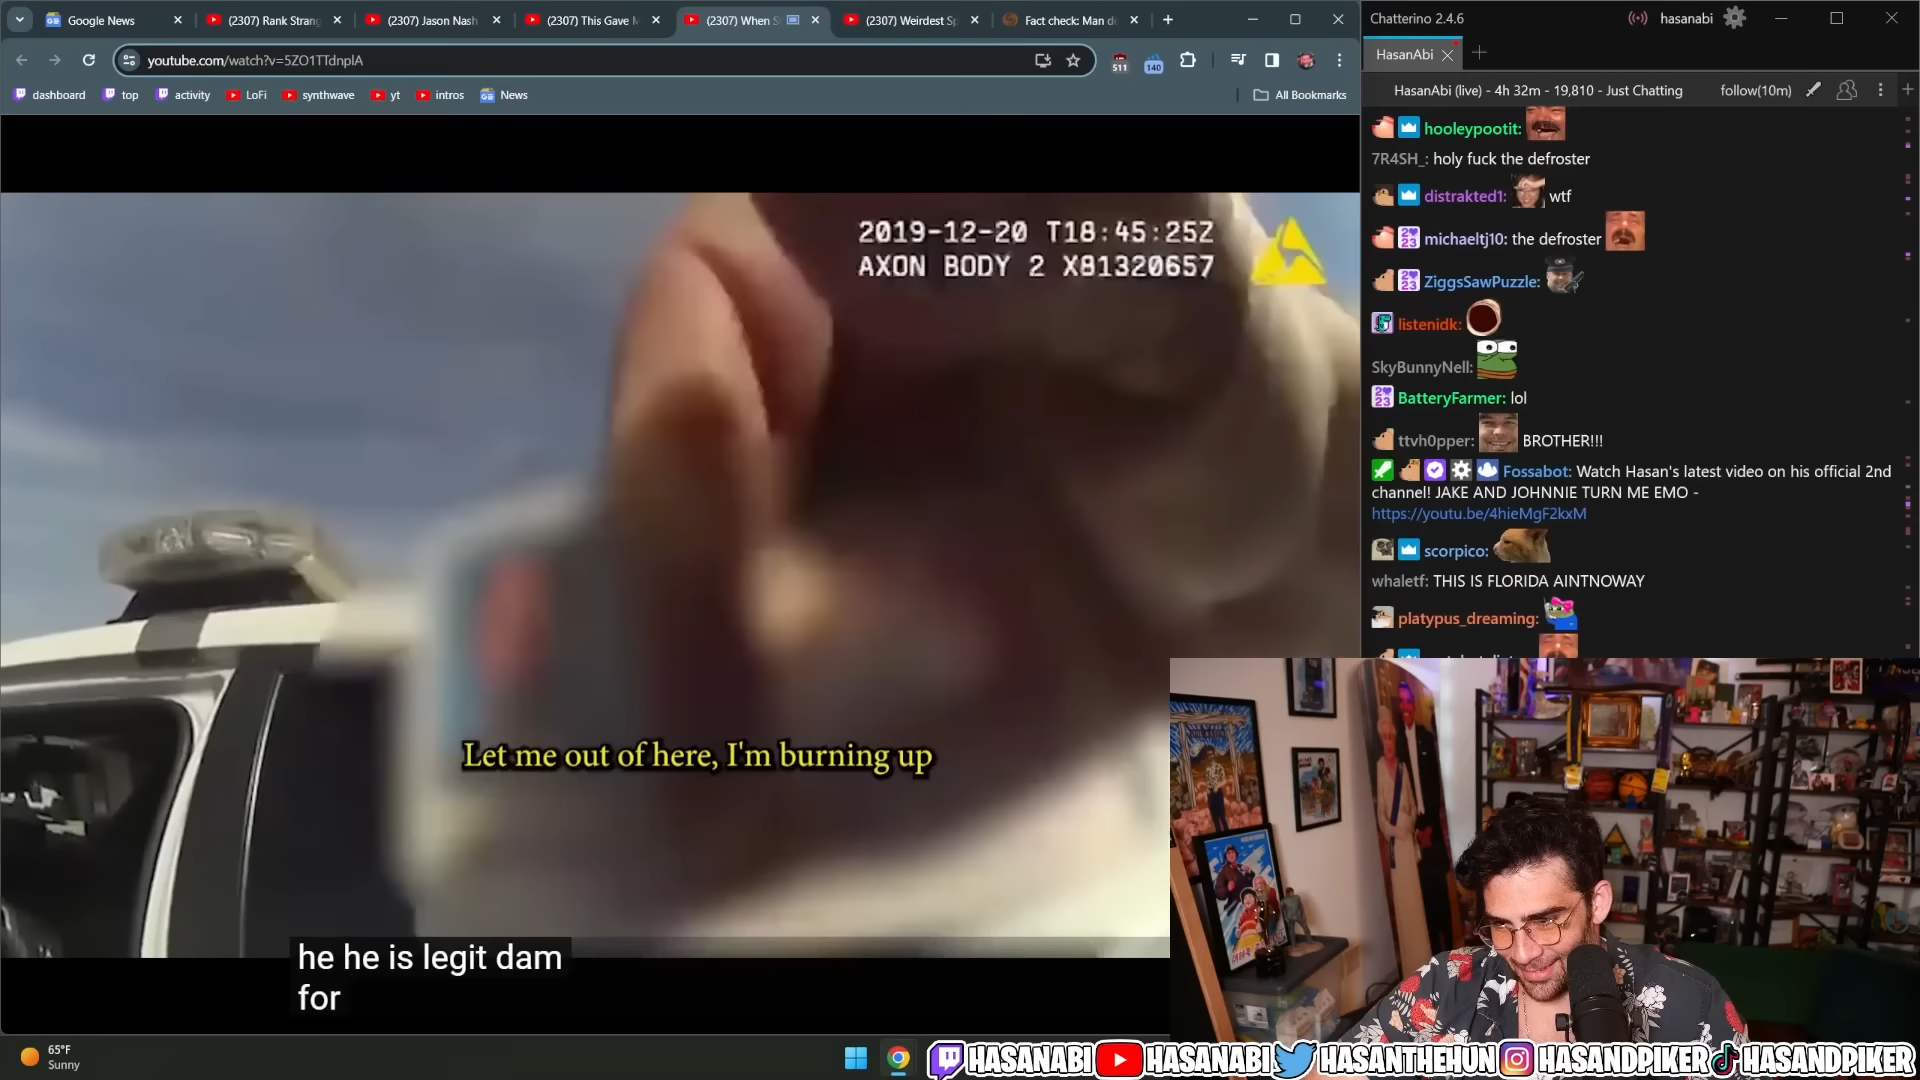 Google News
(2307) Rank Strang
(2307) Jason Nash
(2307) This Gave M
(2307) When S
(2307) Weirdest Sp
Fact check: Man d
youtube.com/watch?v=5ZO1TTdnplA
511
140
dashboard
top
activity
LoFi
synthwave
yt
intros
News
All Bookmarks
2019-12-20 T18:45:25Z
AXON BODY 2 X81320657
Let me out of here, I'm burning up
he he is legit dam
for
65°F
Sunny
Chatterino 2.4.6
hasanabi
HasanAbi
HasanAbi (live) - 4h 32m - 19,810 - Just Chatting
follow(10m)
hooleypootit:
7R4SH_: holy fuck the defroster
distrakted1: wtf
michaeltj10: the defroster
ZiggsSawPuzzle:
listenidk:
SkyBunnyNell:
BatteryFarmer: lol
ttvh0pper: BROTHER!!!
Fossabot: Watch Hasan's latest video on his official 2nd
channel! JAKE AND JOHNNIE TURN ME EMO -
https://youtu.be/4hieMgF2kxM
scorpico:
whaletf: THIS IS FLORIDA AINTNOWAY
platypus_dreaming:
HASANABI
HASANABI
HASANTHEHUN
HASANDPIKER
HASANDPIKER